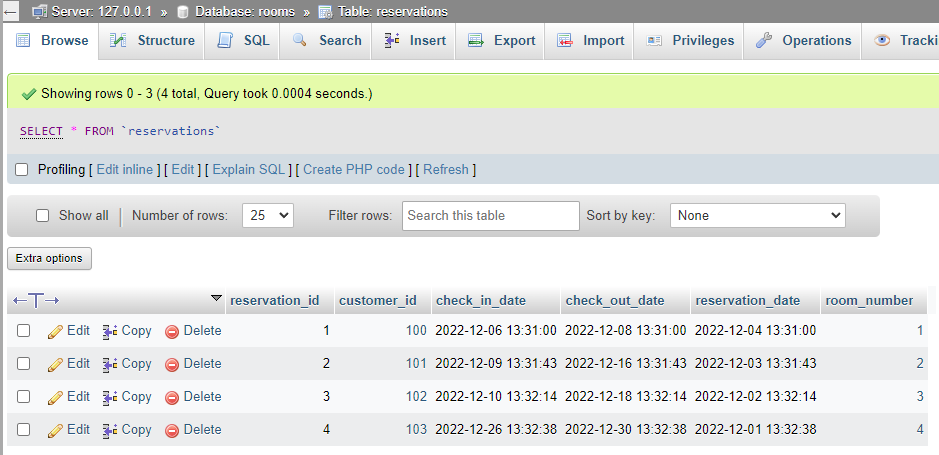 Server: 127.0.0.1 » Database: rooms » Table: reservations
Browse Structure SQL Search Insert Export Import Privileges Operations Tracki
Showing rows 0 - 3 (4 total, Query took 0.0004 seconds.)
SELECT * FROM `reservations`
Profiling [ Edit inline ] [ Edit ] [ Explain SQL ] [ Create PHP code ] [ Refresh ]
Show all Number of rows: 25 Filter rows: Search this table Sort by key: None
Extra options
←T→ reservation_id customer_id check_in_date check_out_date reservation_date room_number
Edit Copy Delete 1 100 2022-12-06 13:31:00 2022-12-08 13:31:00 2022-12-04 13:31:00 1
Edit Copy Delete 2 101 2022-12-09 13:31:43 2022-12-16 13:31:43 2022-12-03 13:31:43 2
Edit Copy Delete 3 102 2022-12-10 13:32:14 2022-12-18 13:32:14 2022-12-02 13:32:14 3
Edit Copy Delete 4 103 2022-12-26 13:32:38 2022-12-30 13:32:38 2022-12-01 13:32:38 4